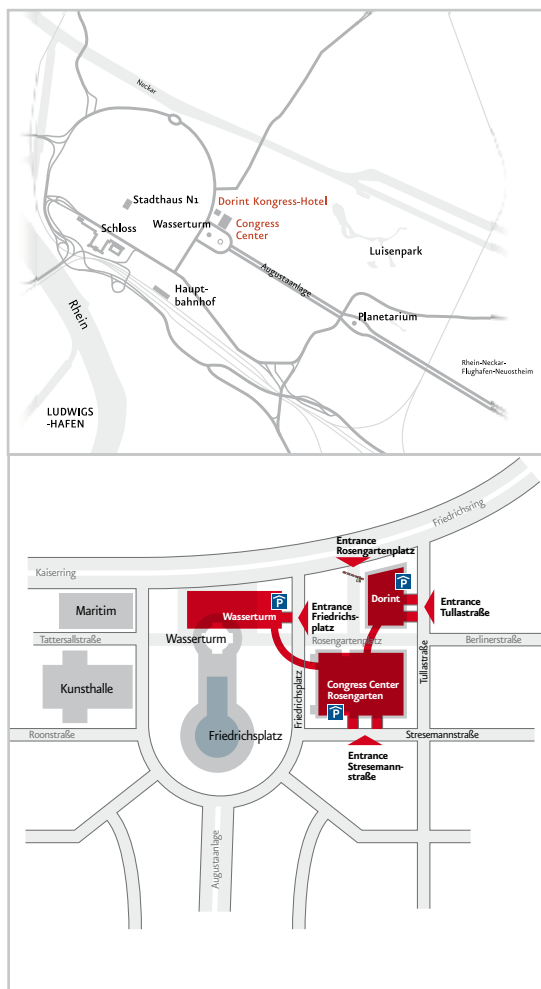 Neckar
Stadthaus N1
Dorint Kongress-Hotel
Schloss
Wasserturm
Congress
Center
Luisenpark
Augustaanlage
Haupt-
bahnhof
Rhein
Planetarium
Rhein-Neckar-
Flughafen-Neuostheim
LUDWIGS
-HAFEN
Friedrichsring
Entrance
Rosengartenplatz
Kaiserring
P
Dorint
P
Maritim
Wasserturm
Entrance
Friedrichs-
platz
Entrance
Tullastraße
Tattersallstraße
Wasserturm
Rosengartenplatz
Berlinerstraße
Tullastraße
Kunsthalle
Friedrichsplatz
Congress Center
Rosengarten
P
Roonstraße
Friedrichsplatz
Stresemannstraße
Entrance
Stresemann-
straße
Augustaanlage